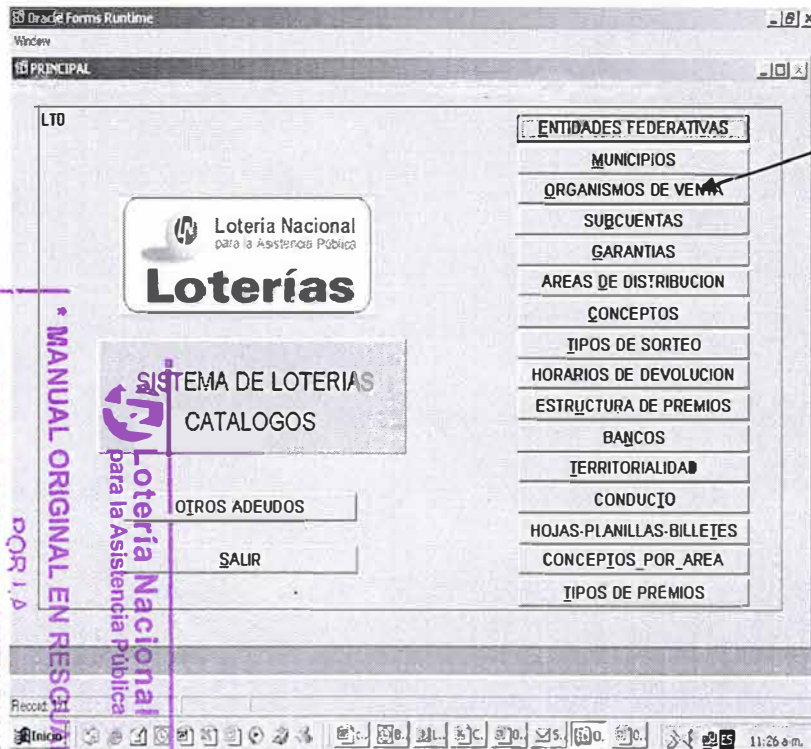 Oracle Forms Runtime
Window
PRINCIPAL
LTO
Lotería Nacional
para la Asistencia Pública
Loterías
SISTEMA DE LOTERIAS
CATALOGOS
OTROS ADEUDOS
SALIR
ENTIDADES FEDERATIVAS
MUNICIPIOS
ORGANISMOS DE VENTA
SUBCUENTAS
GARANTIAS
AREAS DE DISTRIBUCION
CONCEPTOS
TIPOS DE SORTEO
HORARIOS DE DEVOLUCION
ESTRUCTURA DE PREMIOS
BANCOS
TERRITORIALIDAD
CONDUCTO
HOJAS-PLANILLAS-BILLETES
CONCEPTOS_POR_AREA
TIPOS DE PREMIOS
* MANUAL ORIGINAL EN
POR LA
Lotería Nacional
para la Asistencia Pública
Record: 1/1
Inicio
ES
11:26 a.m.